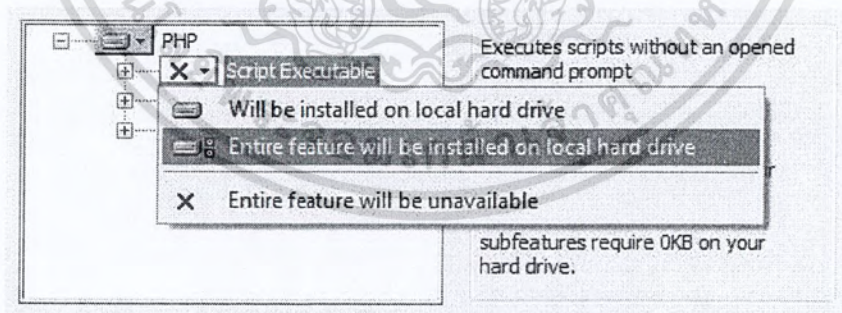 PHP
Script Executable
Will be installed on local hard drive
Entire feature will be installed on local hard drive
Entire feature will be unavailable
Executes scripts without an opened
command prompt
subfeatures require 0KB on your
hard drive.